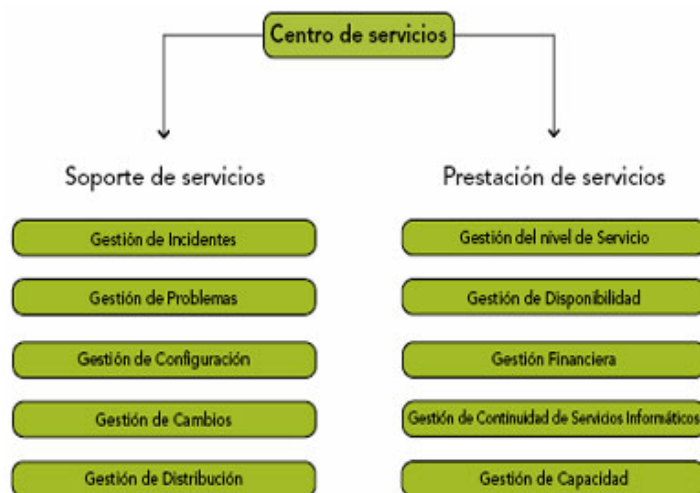 Centro de servicios
Soporte de servicios
Gestión de Incidentes
Gestión de Problemas
Gestión de Configuración
Gestión de Cambios
Gestión de Distribución
Prestación de servicios
Gestión del nivel de Servicio
Gestión de Disponibilidad
Gestión Financiera
Gestión de Continuidad de Servicios Informáticos
Gestión de Capacidad